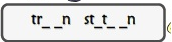 tr_ _n st_t_ _n